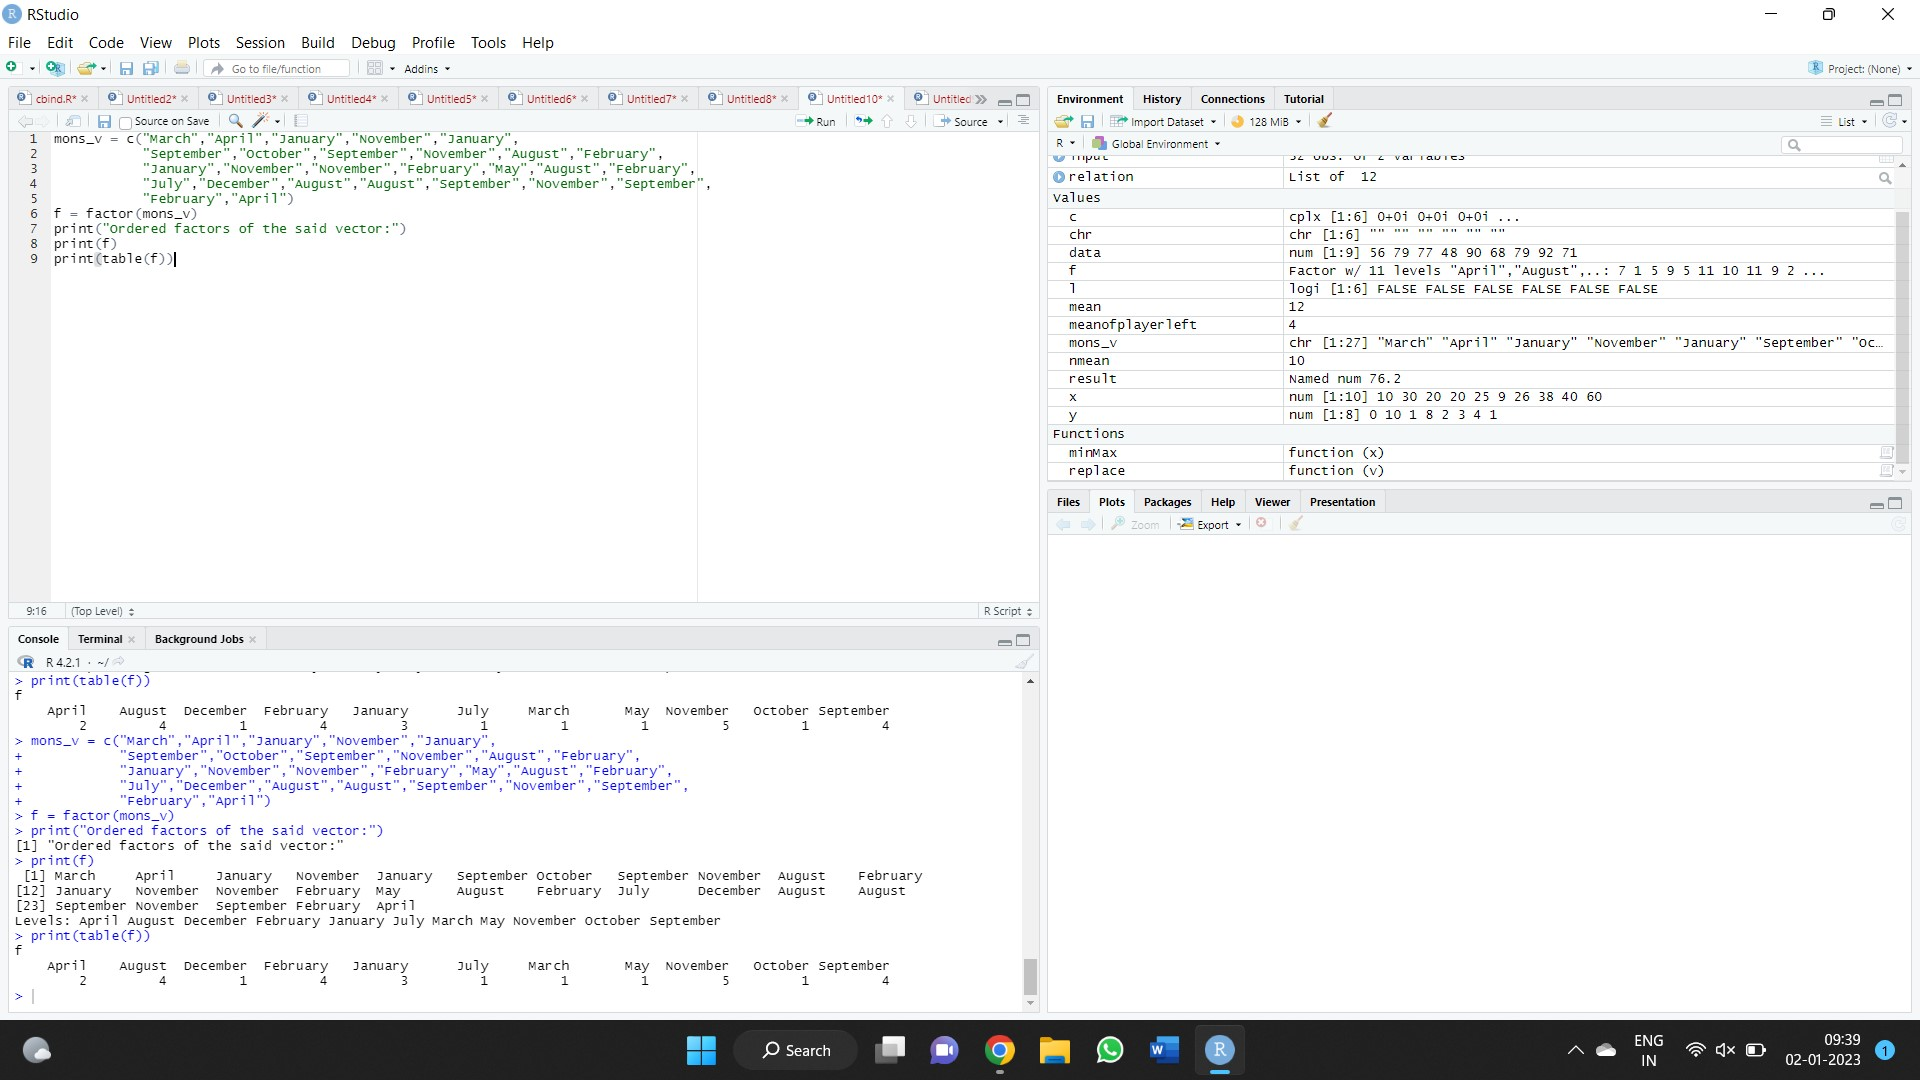 RStudio
File Edit Code View Plots Session Build Debug Profile Tools Help
Go to file/function Addins Project: (None)
cbind.R* Untitled2* Untitled3* Untitled4* Untitled5* Untitled6* Untitled7* Untitled8* Untitled10* Untitled
Source on Save Run Source
1 mons_v = c("March","April","January","November","January",
2 "September","October","September","November","August","February",
3 "January","November","November","February","May","August","February",
4 "July","December","August","August","September","November","September",
5 "February","April")
6 f = factor(mons_v)
7 print("Ordered factors of the said vector:")
8 print(f)
9 print(table(f))
9:16 (Top Level) R Script
Console Terminal Background Jobs
R 4.2.1 · ~/
> print(table(f))
f
April August December February January July March May November October September
2 4 1 4 3 1 1 1 5 1 4
> mons_v = c("March","April","January","November","January",
+ "September","October","September","November","August","February",
+ "January","November","November","February","May","August","February",
+ "July","December","August","August","September","November","September",
+ "February","April")
> f = factor(mons_v)
> print("Ordered factors of the said vector:")
[1] "Ordered factors of the said vector:"
> print(f)
[1] March April January November January September October September November August February
[12] January November November February May August February July December August August
[23] September November September February April
Levels: April August December February January July March May November October September
> print(table(f))
f
April August December February January July March May November October September
2 4 1 4 3 1 1 1 5 1 4
>
Environment History Connections Tutorial
Import Dataset 128 MiB List
R Global Environment
input 32 obs. of 2 variables
relation List of 12
Values
c cplx [1:6] 0+0i 0+0i 0+0i ...
chr chr [1:6] "" "" "" "" "" ""
data num [1:9] 56 79 77 48 90 68 79 92 71
f Factor w/ 11 levels "April","August",..: 7 1 5 9 5 11 10 11 9 2 ...
l logi [1:6] FALSE FALSE FALSE FALSE FALSE FALSE
mean 12
meanofplayerleft 4
mons_v chr [1:27] "March" "April" "January" "November" "January" "September" "Oc…
nmean 10
result Named num 76.2
x num [1:10] 10 30 20 20 25 9 26 38 40 60
y num [1:8] 0 10 1 8 2 3 4 1
Functions
minMax function (x)
replace function (v)
Files Plots Packages Help Viewer Presentation
Zoom Export
Search
ENG
IN
09:39
02-01-2023
1